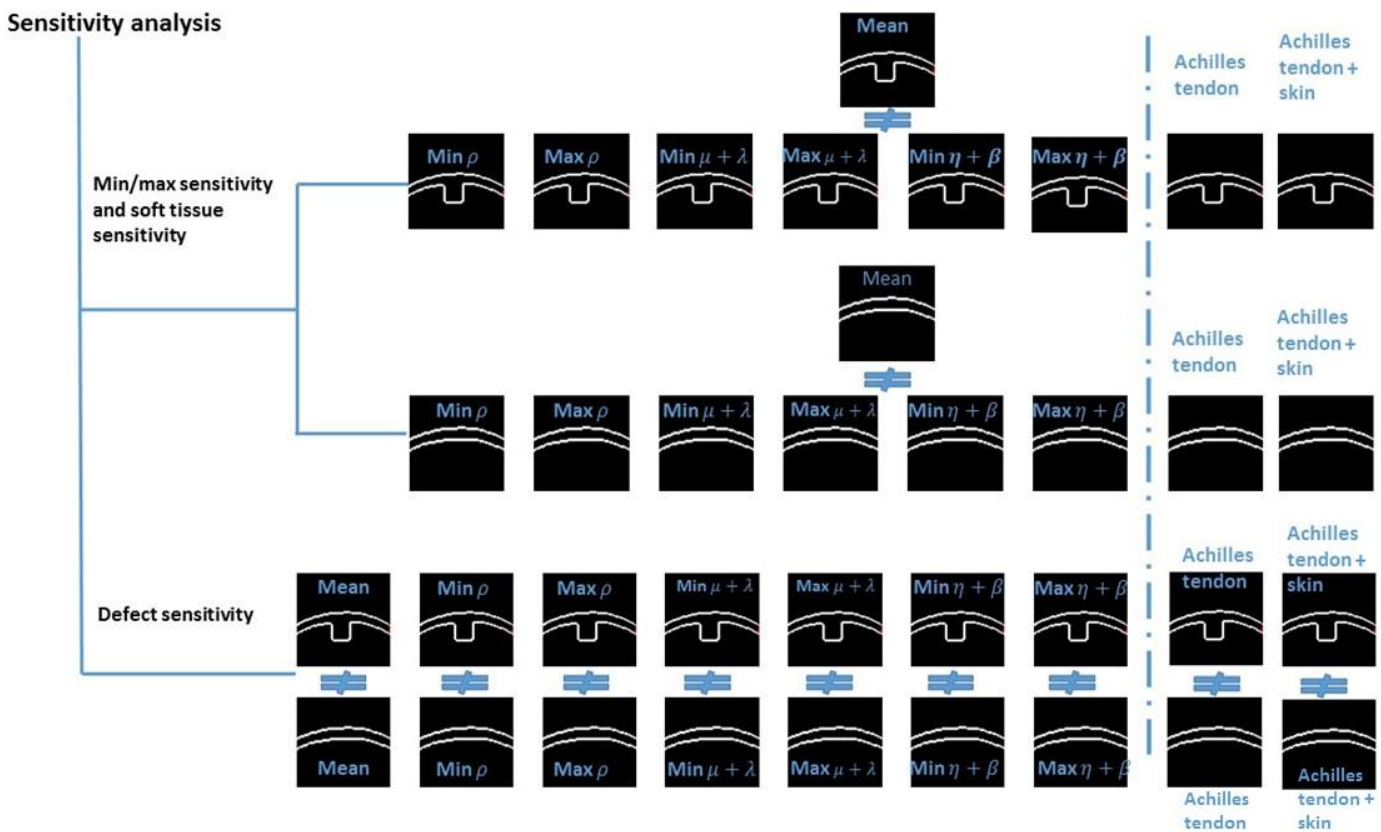 Sensitivity analysis
Mean
Achilles
tendon
Achilles
tendon +
skin
Min/max sensitivity
and soft tissue
sensitivity
Min ρ
Max ρ
Min μ + λ
Max μ + λ
Min η + β
Max η + β
Mean
Achilles
tendon
Achilles
tendon +
skin
Min ρ
Max ρ
Min μ + λ
Max μ + λ
Min η + β
Max η + β
Defect sensitivity
Mean
Min ρ
Max ρ
Min μ + λ
Max μ + λ
Min η + β
Max η + β
Achilles
tendon
Achilles
tendon +
skin
Mean
Min ρ
Max ρ
Min μ + λ
Max μ + λ
Min η + β
Max η + β
Achilles
tendon
Achilles
tendon +
skin